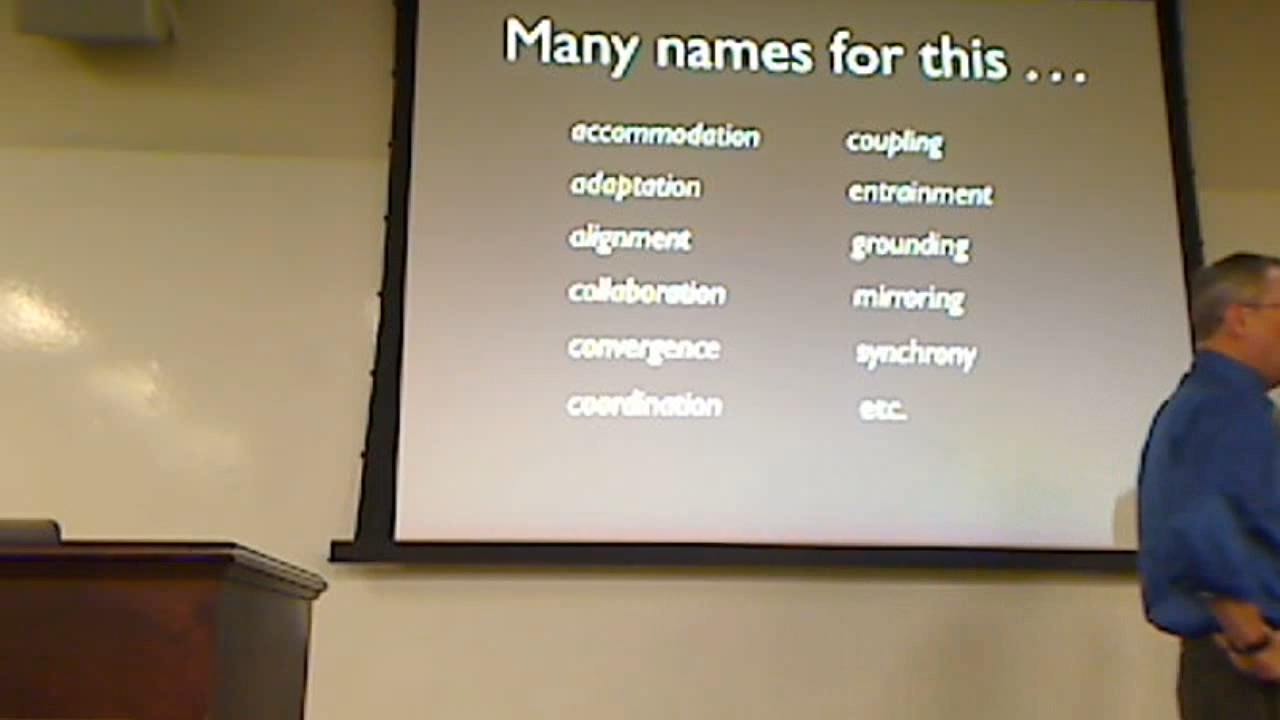 Many names for this . . .
accommodation
adaptation
alignment
collaboration
convergence
coordination
coupling
entrainment
grounding
mirroring
synchrony
etc.